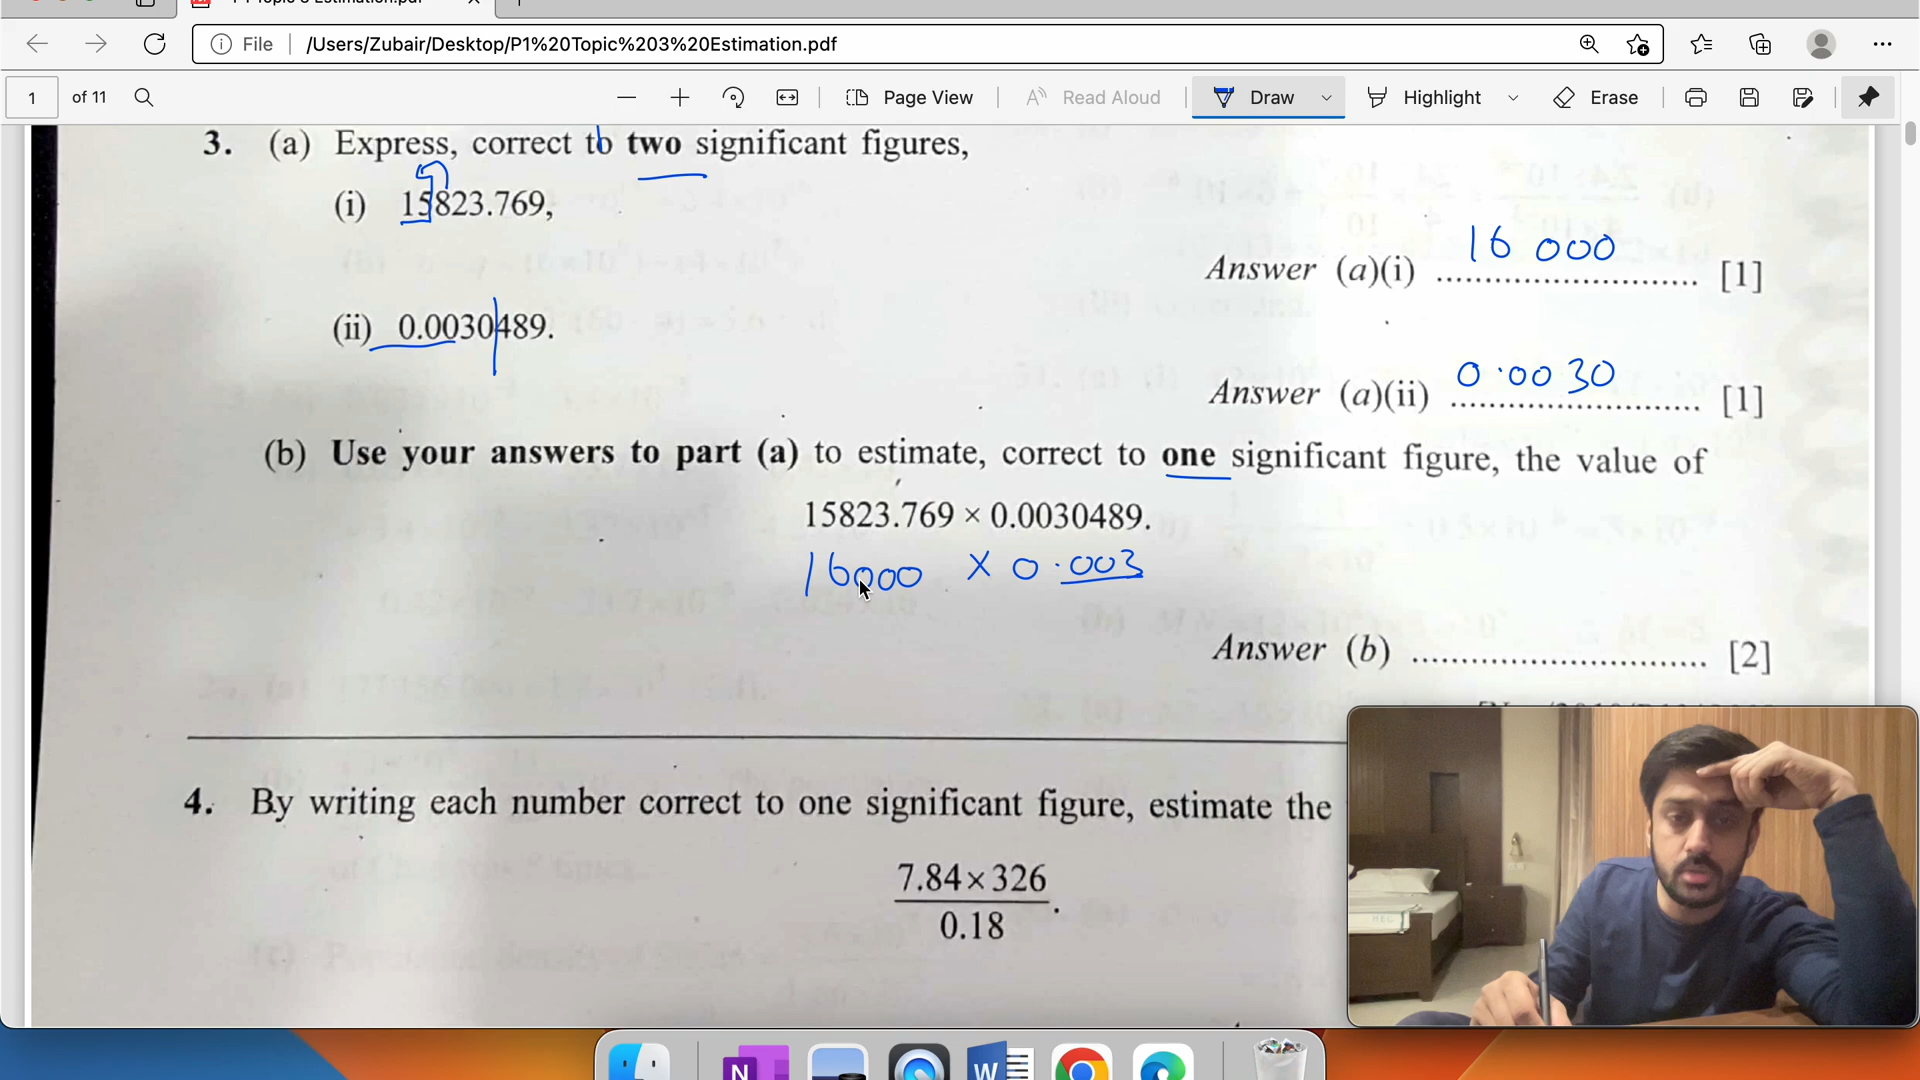 File | /Users/Zubair/Desktop/P1%20Topic%203%20Estimation.pdf
1 of 11 Page View Read Aloud Draw Highlight Erase
3. (a) Express, correct to two significant figures,
(i) 15823.769,
16 000
Answer (a)(i) .............................. [1]
(ii) 0.0030489.
0.0030
Answer (a)(ii) ............................. [1]
(b) Use your answers to part (a) to estimate, correct to one significant figure, the value of
15823.769 × 0.0030489.
16000 × 0.003
Answer (b) ................................. [2]
4. By writing each number correct to one significant figure, estimate the
7.84 × 326
0.18 .
N
W